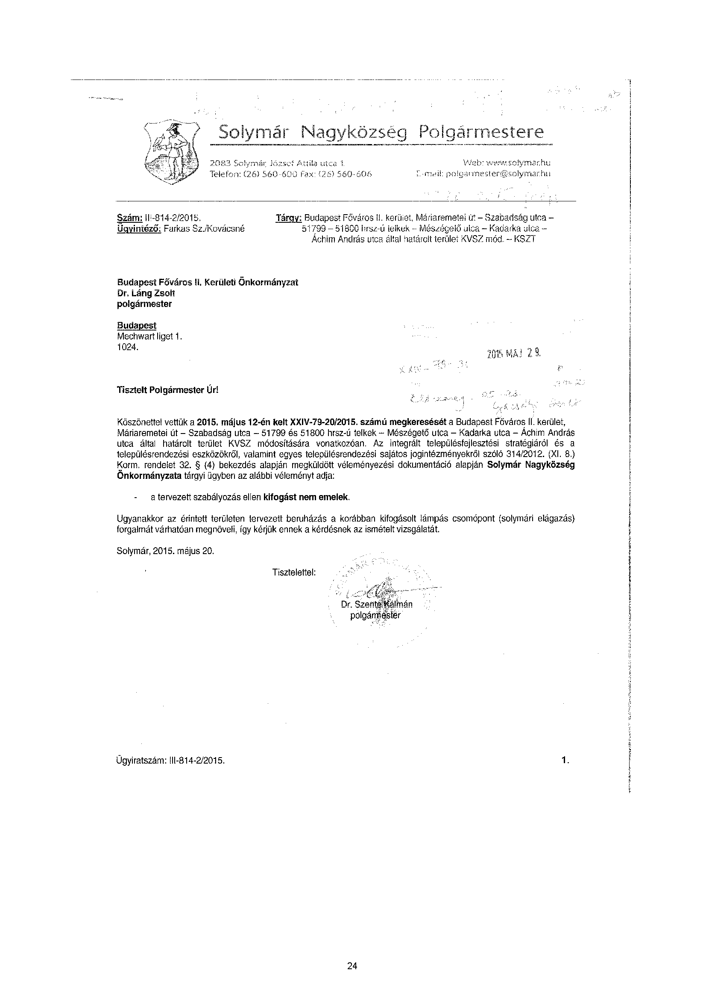 Solymár Nagyközség Polgármestere
2083 Solymár, József Attila utca 1.
Telefon: (26) 560-600 Fax: (26) 560-606
Web: www.solymar.hu
E-mail: polgarmester@solymar.hu
Szám: III-814-2/2015.
Ügyintéző: Farkas Sz./Kovácsné
Tárgy: Budapest Főváros II. kerület, Máriaremetei út – Szabadság utca –
51799 – 51800 hrsz-ú telkek – Mészégető utca – Kadarka utca –
Áchim András utca által határolt terület KVSZ mód. – KSZT
Budapest Főváros II. Kerületi Önkormányzat
Dr. Láng Zsolt
polgármester
Budapest
Mechwart liget 1.
1024.
2015 MÁJ 29.
XXIV-79-31
05.28.
Tisztelt Polgármester Úr!
Köszönettel vettük a 2015. május 12-én kelt XXIV-79-20/2015. számú megkeresését a Budapest Főváros II. kerület,
Máriaremetei út – Szabadság utca – 51799 és 51800 hrsz-ú telkek – Mészégető utca – Kadarka utca – Áchim András
utca által határolt terület KVSZ módosítására vonatkozóan. Az integrált településfejlesztési stratégiáról és a
településrendezési eszközökről, valamint egyes településrendezési sajátos jogintézményekről szóló 314/2012. (XI. 8.)
Korm. rendelet 32. § (4) bekezdés alapján megküldött véleményezési dokumentáció alapján Solymár Nagyközség
Önkormányzata tárgyi ügyben az alábbi véleményt adja:
- a tervezett szabályozás ellen kifogást nem emelek.
Ugyanakkor az érintett területen tervezett beruházás a korábban kifogásolt lámpás csomópont (solymári elágazás)
forgalmát várhatóan megnöveli, így kérjük ennek a kérdésnek az ismételt vizsgálatát.
Solymár, 2015. május 20.
Tisztelettel:
Dr. Szente Kálmán
polgármester
Ügyiratszám: III-814-2/2015.
1.
24